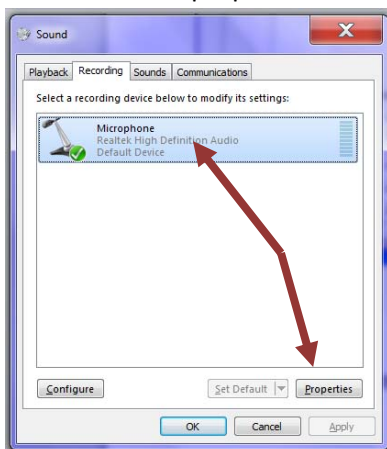 Sound
Playback Recording Sounds Communications
Select a recording device below to modify its settings:
Microphone
Realtek High Definition Audio
Default Device
Configure Set Default Properties
OK Cancel Apply